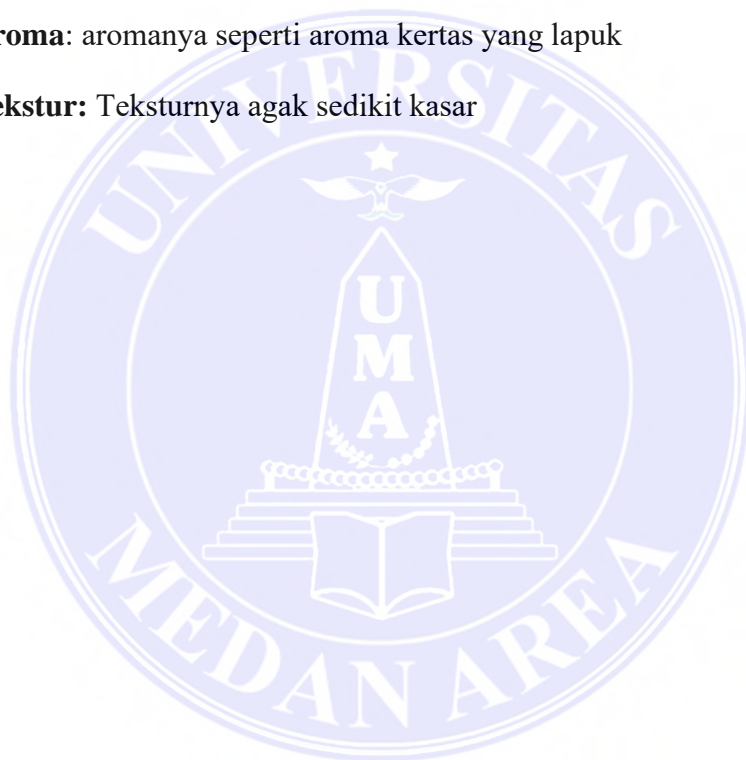 roma: aromanya seperti aroma kertas yang lapuk
ekstur: Teksturnya agak sedikit kasar
UNIVERSITAS
U
M
A
MEDAN AREA